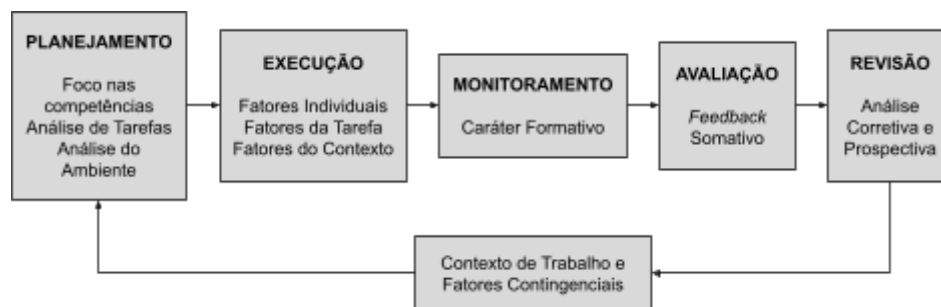 PLANEJAMENTO
Foco nas
competências
Análise de Tarefas
Análise do
Ambiente
EXECUÇÃO
Fatores Individuais
Fatores da Tarefa
Fatores do Contexto
MONITORAMENTO
Caráter Formativo
AVALIAÇÃO
Feedback
Somativo
REVISÃO
Análise
Corretiva e
Prospectiva
Contexto de Trabalho e
Fatores Contingenciais